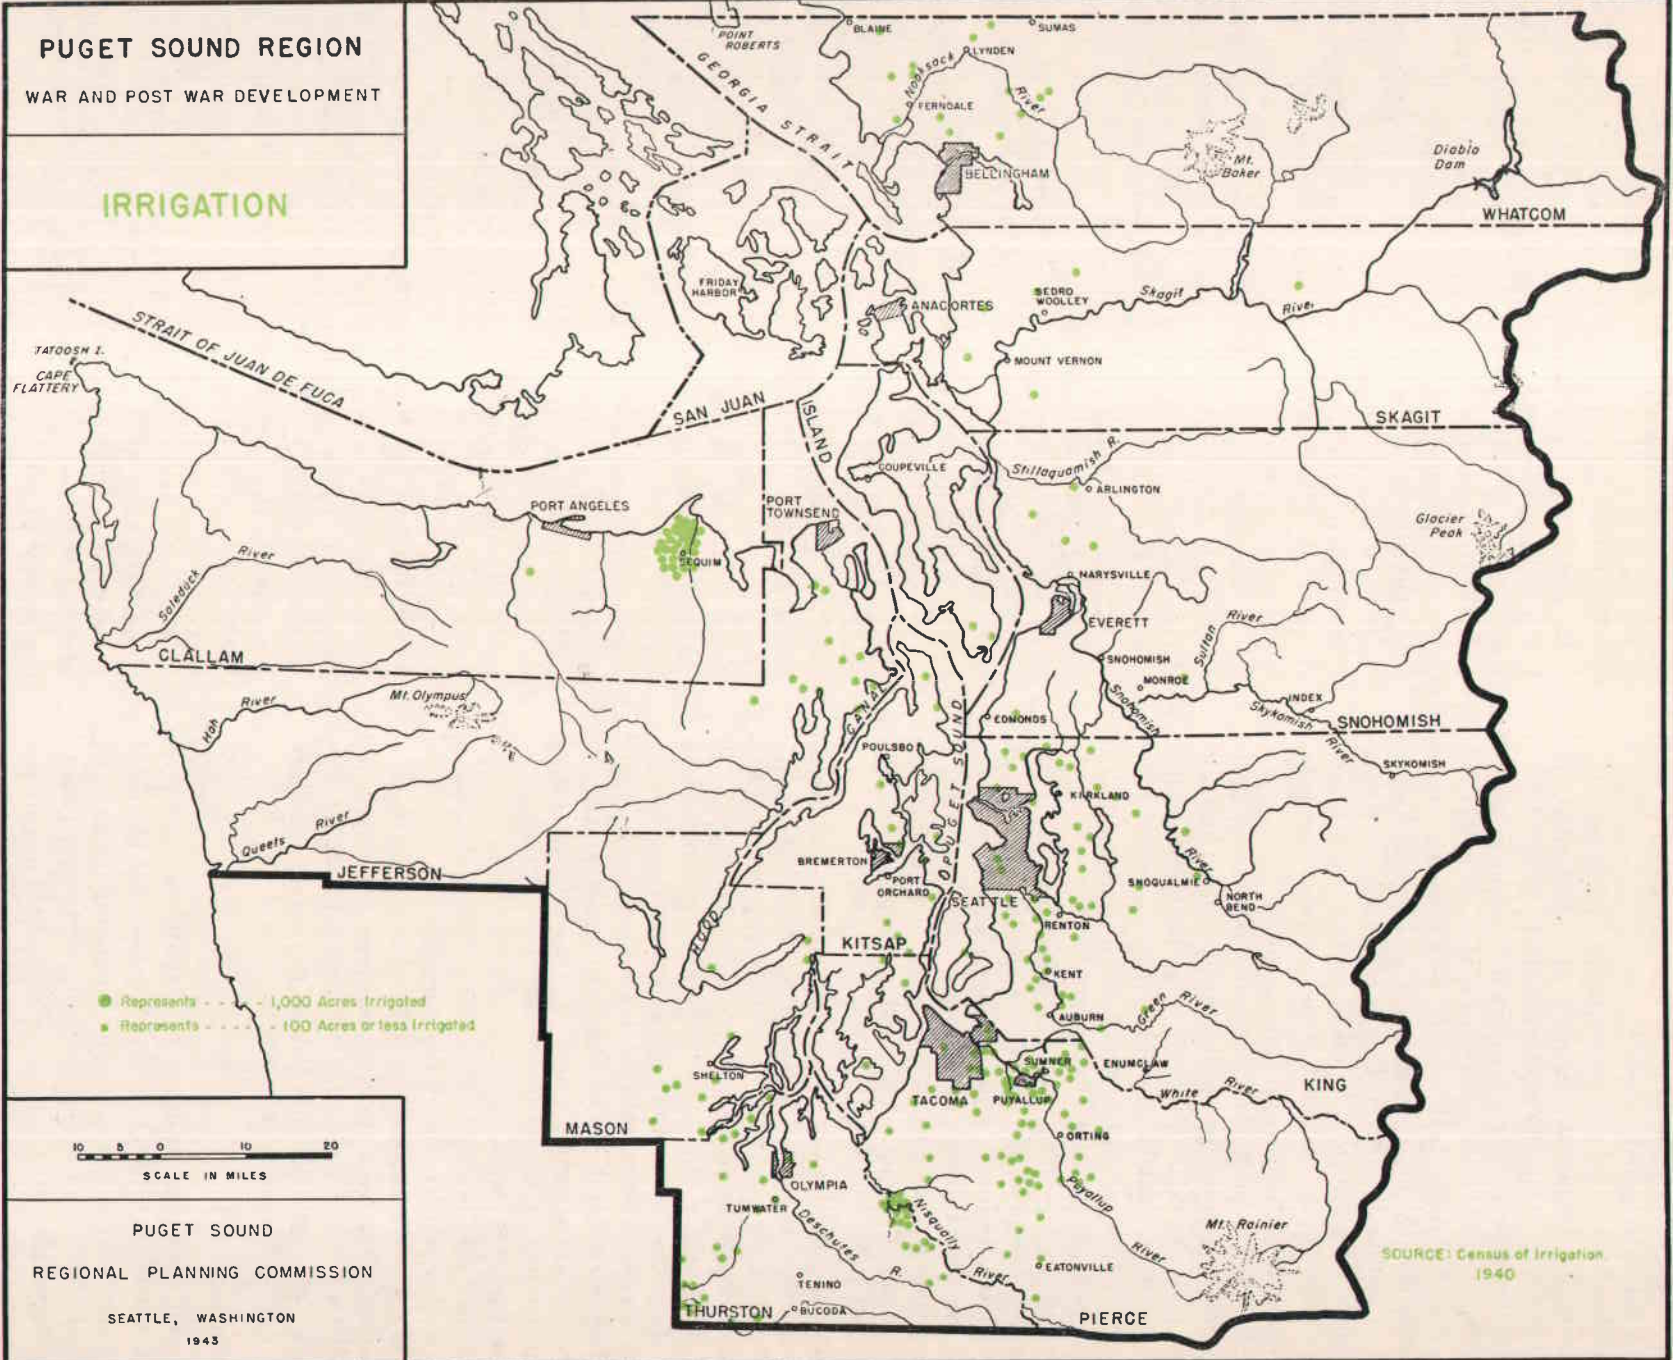 PUGET SOUND REGION
WAR AND POST WAR DEVELOPMENT
IRRIGATION
POINT
ROBERTS
BLAINE
SUMAS
LYNDEN
GEORGIA STRAIT
Nooksack
River
FERNDALE
BELLINGHAM
Mt.
Baker
Diablo
Dam
WHATCOM
FRIDAY
HARBOR
ANACORTES
SEDRO
WOOLLEY
Skagit
River
STRAIT OF JUAN DE FUCA
TATOOSH I.
CAPE
FLATTERY
MOUNT VERNON
SAN JUAN
ISLAND
SKAGIT
COUPEVILLE
Stillaguamish R.
ARLINGTON
PORT ANGELES
PORT
TOWNSEND
Glacier
Peak
SEQUIM
River
Soleduck
MARYSVILLE
EVERETT
Sultan
River
CLALLAM
SNOHOMISH
MONROE
Mt. Olympus
Hoh
River
CANAL
INDEX
Snohomish
Skykomish
River
SNOHOMISH
EDMONDS
POULSBO
SKYKOMISH
PUGET SOUND
KIRKLAND
Queets
River
BREMERTON
PORT
ORCHARD
JEFFERSON
SEATTLE
SNOQUALMIE
River
NORTH
BEND
RENTON
HOOD
KITSAP
KENT
Represents - - - - - 1,000 Acres Irrigated
Represents - - - - - - 100 Acres or less Irrigated
AUBURN
Green
River
SHELTON
SUMNER
ENUMCLAW
TACOMA
PUYALLUP
White
River
KING
MASON
ORTING
10 5 0 10 20
SCALE IN MILES
OLYMPIA
TUMWATER
Deschutes
R.
Nisqually
River
Puyallup
River
Mt. Rainier
PUGET SOUND
REGIONAL PLANNING COMMISSION
SEATTLE, WASHINGTON
1943
TENINO
EATONVILLE
SOURCE: Census of Irrigation
1940
THURSTON
BUCODA
PIERCE